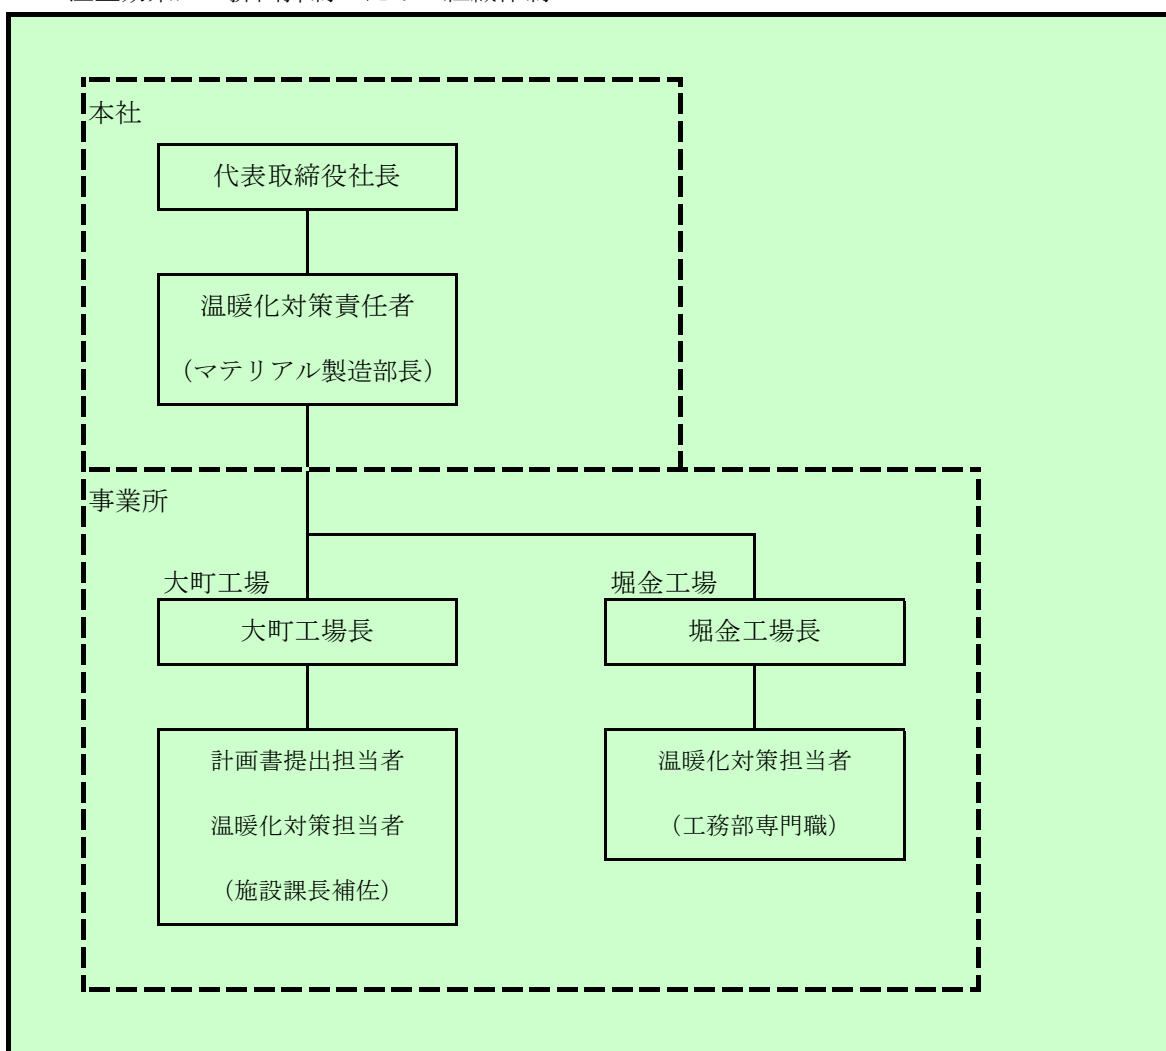 本社
代表取締役社長
温暖化対策責任者
（マテリアル製造部長）
事業所
大町工場
大町工場長
計画書提出担当者
温暖化対策担当者
（施設課長補佐）
堀金工場
堀金工場長
温暖化対策担当者
（工務部専門職）